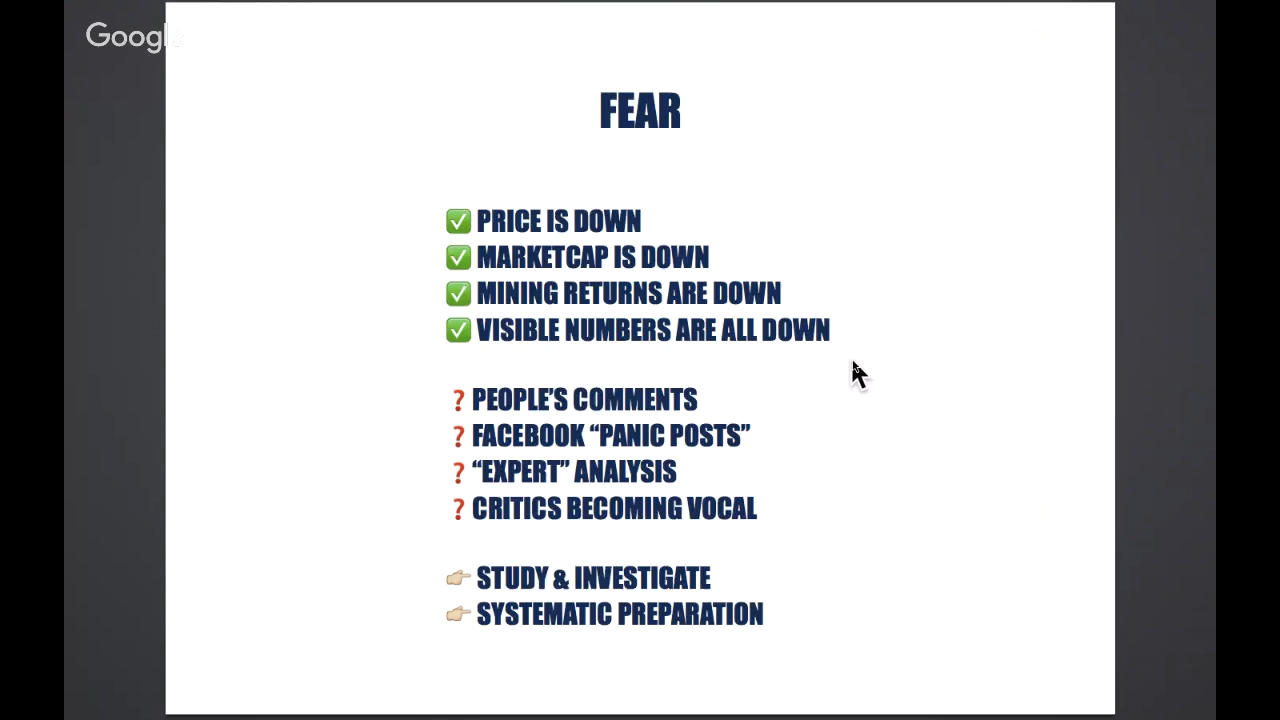 Google
FEAR
✅ PRICE IS DOWN
✅ MARKETCAP IS DOWN
✅ MINING RETURNS ARE DOWN
✅ VISIBLE NUMBERS ARE ALL DOWN
❓ PEOPLE’S COMMENTS
❓ FACEBOOK “PANIC POSTS”
❓ “EXPERT” ANALYSIS
❓ CRITICS BECOMING VOCAL
👉🏼 STUDY & INVESTIGATE
👉🏼 SYSTEMATIC PREPARATION